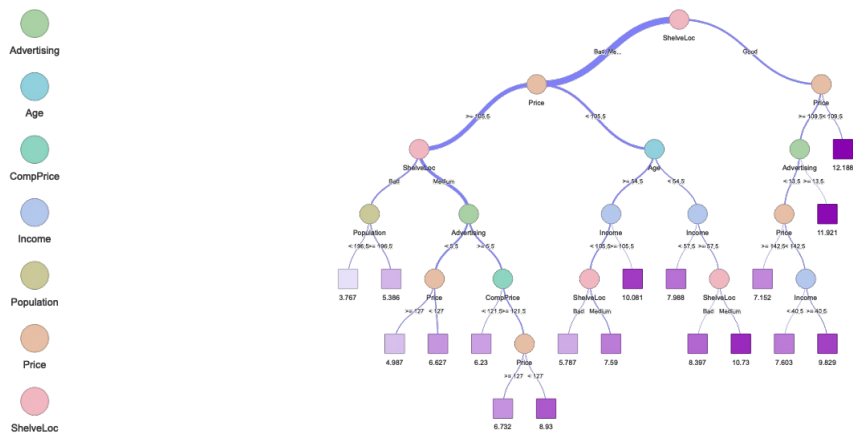 Advertising
Age
CompPrice
Income
Population
Price
ShelveLoc
ShelveLoc
Bad, Me... Good
Price Price
>= 105,5 < 105,5 >= 109,5 < 109,5
ShelveLoc Age Advertising 12.188
Bad Medium >= 54,5 < 54,5 < 13,5 >= 13,5
Population Advertising Income Income Price 11.921
< 196,5 >= 196,5 < 105,5 >= 105,5 < 57,5 >= 57,5 >= 142,5 < 142,5
3.767 5.386 Price CompPrice ShelveLoc 10.081 7.988 ShelveLoc 7.152 Income
>= 127 < 127 < 121,5 >= 121,5 Bad Medium Bad Medium < 40,5 >= 40,5
4.987 6.627 6.23 Price 5.787 7.59 8.397 10.73 7.603 9.829
>= 127 < 127
6.732 8.93